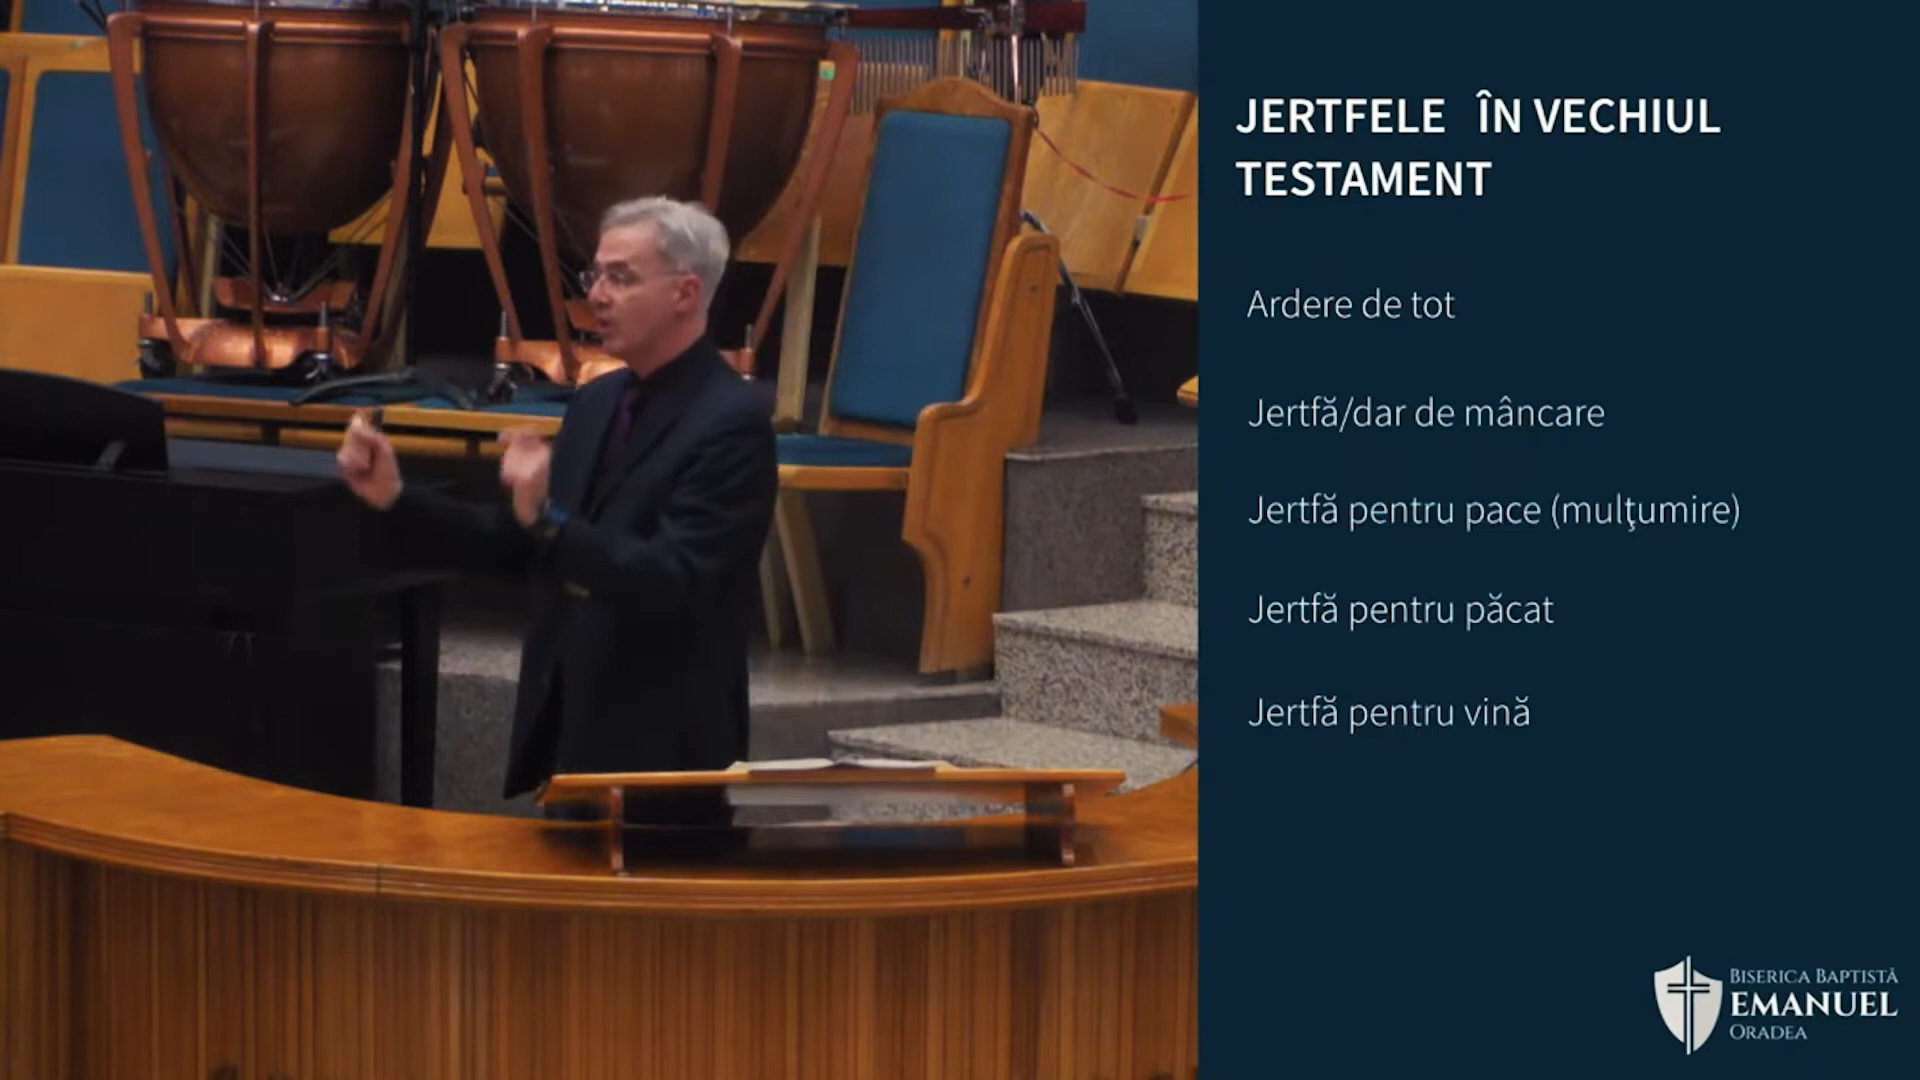 JERTFELE ÎN VECHIUL
TESTAMENT
Ardere de tot
Jertfă/dar de mâncare
Jertfă pentru pace (mulţumire)
Jertfă pentru păcat
Jertfă pentru vină
BISERICA BAPTISTĂ
EMANUEL
ORADEA